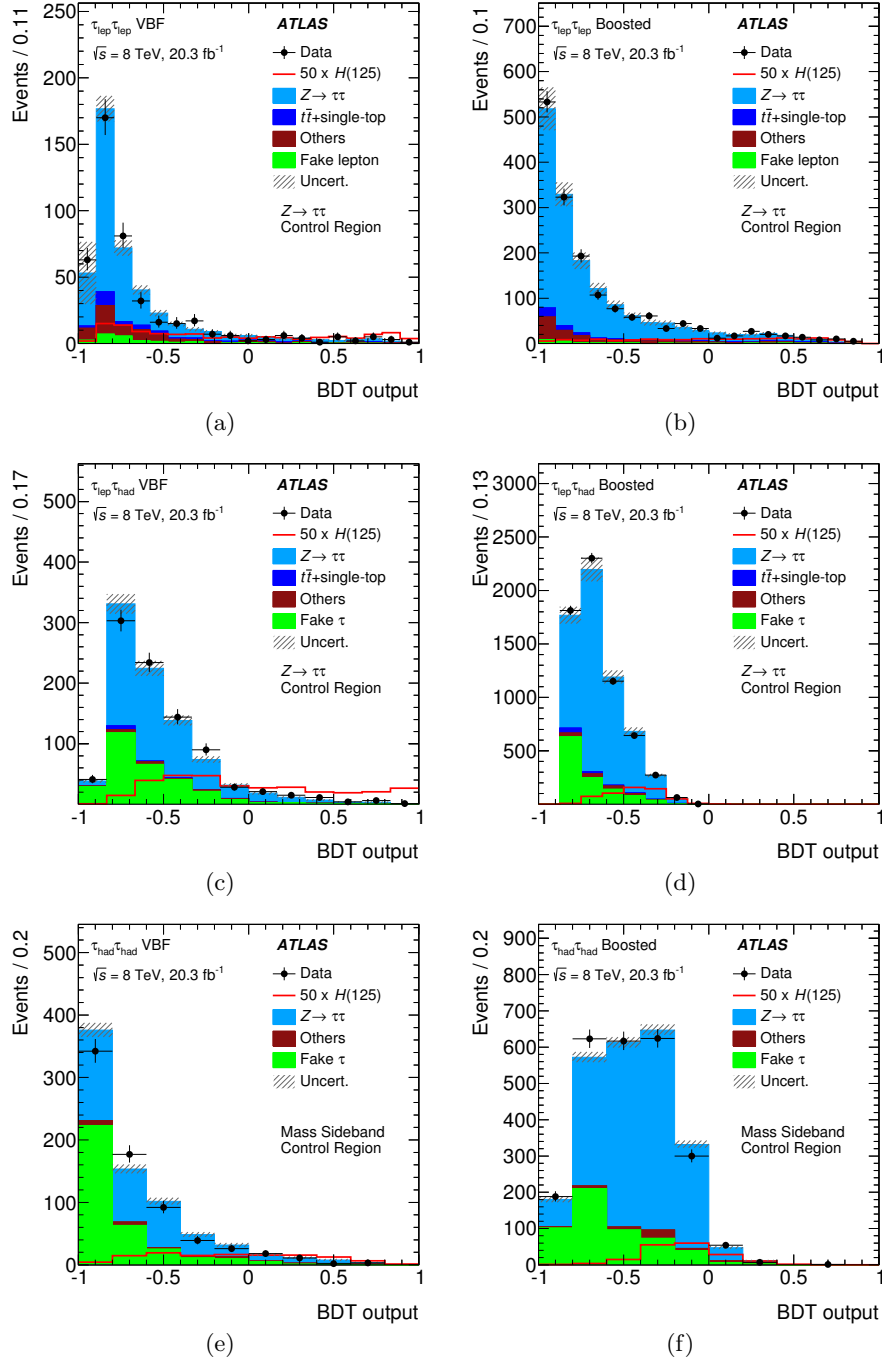 Events / 0.11
τlepτlep VBF
√s = 8 TeV, 20.3 fb-1
ATLAS
Data
50 x H(125)
Z→ ττ
tt̄+single-top
Others
Fake lepton
Uncert.
Z→ ττ
Control Region
250
200
150
100
50
0
-1 -0.5 0 0.5 1
BDT output
(a)
Events / 0.1
τlepτlep Boosted
√s = 8 TeV, 20.3 fb-1
ATLAS
Data
50 x H(125)
Z→ ττ
tt̄+single-top
Others
Fake lepton
Uncert.
Z→ ττ
Control Region
700
600
500
400
300
200
100
0
-1 -0.5 0 0.5 1
BDT output
(b)
Events / 0.17
τlepτhad VBF
√s = 8 TeV, 20.3 fb-1
ATLAS
Data
50 x H(125)
Z→ ττ
tt̄+single-top
Others
Fake τ
Uncert.
Z→ ττ
Control Region
500
400
300
200
100
-1 -0.5 0 0.5 1
BDT output
(c)
Events / 0.13
τlepτhad Boosted
√s = 8 TeV, 20.3 fb-1
ATLAS
Data
50 x H(125)
Z→ ττ
tt̄+single-top
Others
Fake τ
Uncert.
Z→ ττ
Control Region
3000
2500
2000
1500
1000
500
-1 -0.5 0 0.5 1
BDT output
(d)
Events / 0.2
τhadτhad VBF
√s = 8 TeV, 20.3 fb-1
ATLAS
Data
50 x H(125)
Z→ ττ
Others
Fake τ
Uncert.
Mass Sideband
Control Region
500
400
300
200
100
0
-1 -0.5 0 0.5 1
BDT output
(e)
Events / 0.2
τhadτhad Boosted
√s = 8 TeV, 20.3 fb-1
ATLAS
Data
50 x H(125)
Z→ ττ
Others
Fake τ
Uncert.
Mass Sideband
Control Region
900
800
700
600
500
400
300
200
100
0
-1 -0.5 0 0.5 1
BDT output
(f)